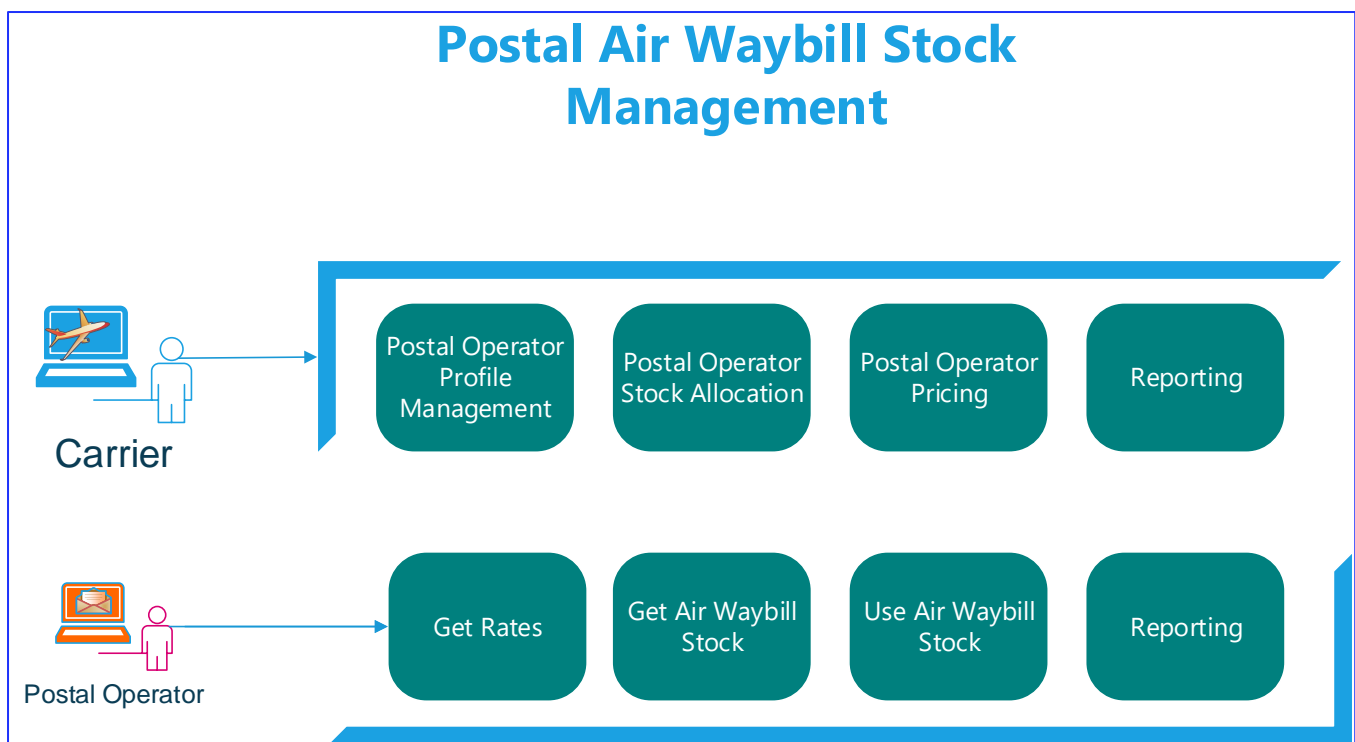 Postal Air Waybill Stock
Management
Postal Operator
Profile
Management
Postal Operator
Stock Allocation
Postal Operator
Pricing
Reporting
Carrier
Get Rates
Get Air Waybill
Stock
Use Air Waybill
Stock
Reporting
Postal Operator